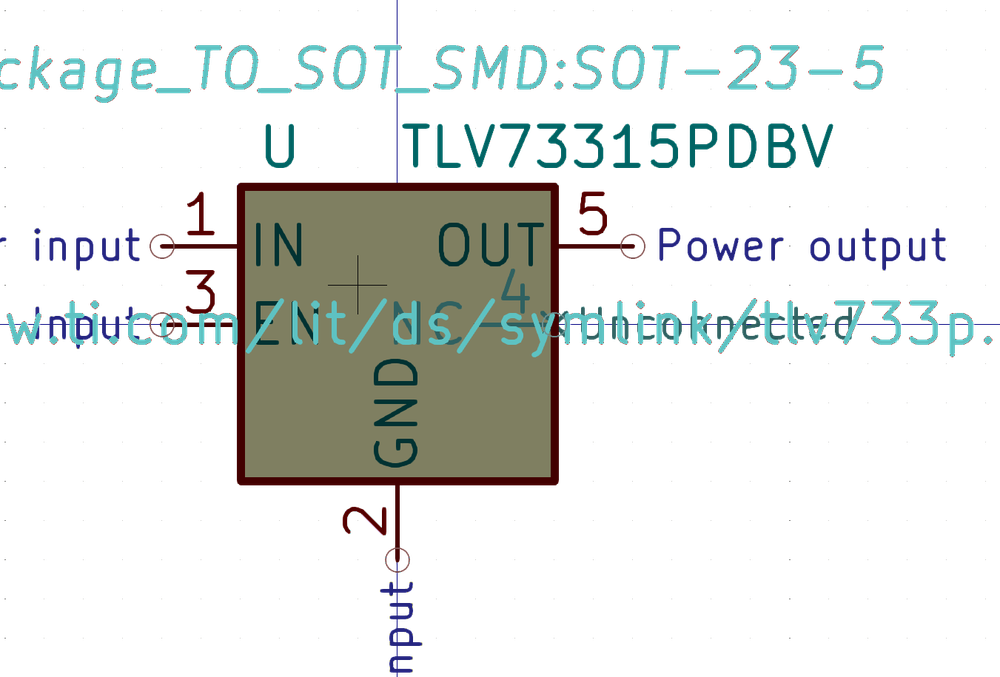 ckage_TO_SOT_SMD:SOT-23-5
U TLV73315PDBV
1 5
input IN OUT Power output
3 4
Input EN NC Unconnected
w.ti.com/lit/ds/symlink/tlv733p.
GND
2
nput